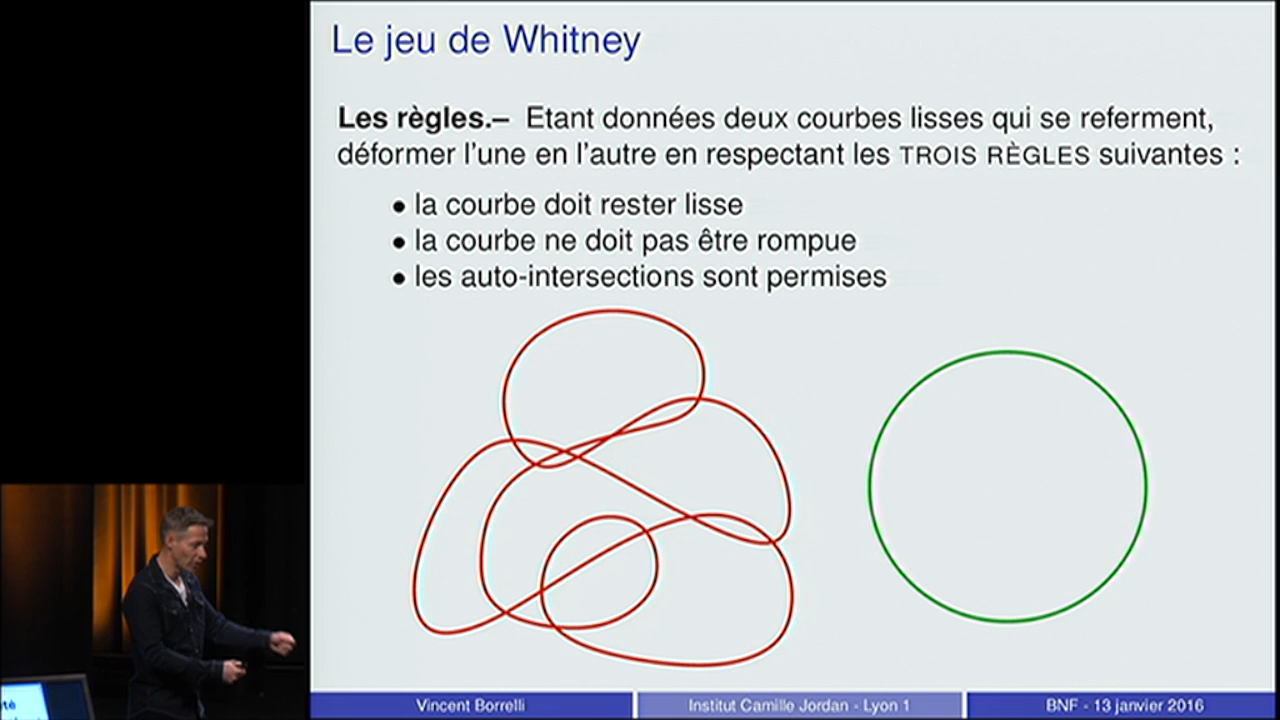 Le jeu de Whitney
Les règles.– Etant données deux courbes lisses qui se referment,
déformer l'une en l'autre en respectant les TROIS RÈGLES suivantes :
• la courbe doit rester lisse
• la courbe ne doit pas être rompue
• les auto-intersections sont permises
Vincent Borrelli
Institut Camille Jordan - Lyon 1
BNF - 13 janvier 2016